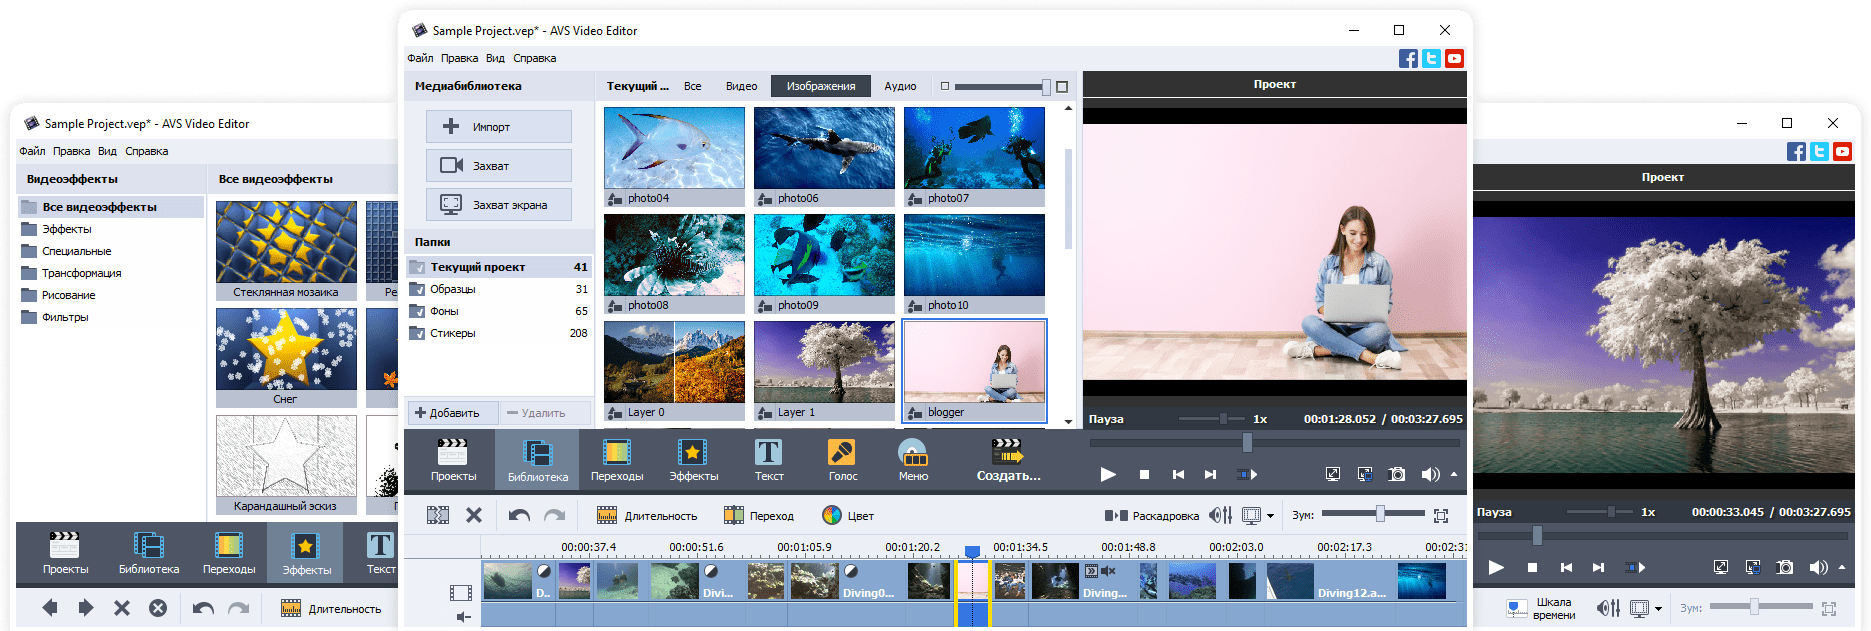 Sample Project.vep* - AVS Video Editor
Файл Правка Вид Справка
Видеоэффекты
Все видеоэффекты
Все видеоэффекты
Эффекты
Специальные
Трансформация
Рисование
Фильтры
Стеклянная мозаика
Ре
Снег
Карандашный эскиз
Проекты
Библиотека
Переходы
Эффекты
Текст
Длительность
Sample Project.vep* - AVS Video Editor
Файл Правка Вид Справка
Медиабиблиотека
Импорт
Захват
Захват экрана
Папки
Текущий проект 41
Образцы 31
Фоны 65
Стикеры 208
Добавить
Удалить
Текущий ... Все Видео Изображения Аудио
photo04
photo06
photo07
photo08
photo09
photo10
Layer 0
Layer 1
blogger
Проект
Пауза 1x 00:01:28.052 / 00:03:27.695
Проекты
Библиотека
Переходы
Эффекты
Текст
Голос
Меню
Создать...
Длительность
Переход
Цвет
Раскадровка
Зум:
00:00:37.4 00:00:51.6 00:01:05.9 00:01:20.2 00:01:34.5 00:01:48.8 00:02:03.0 00:02:17.3 00:02:31
D..
Divi...
Diving0...
Diving...
Diving12.a...
Проект
Пауза 1x 00:00:33.045 / 00:03:27.695
Шкала
времени
Зум: